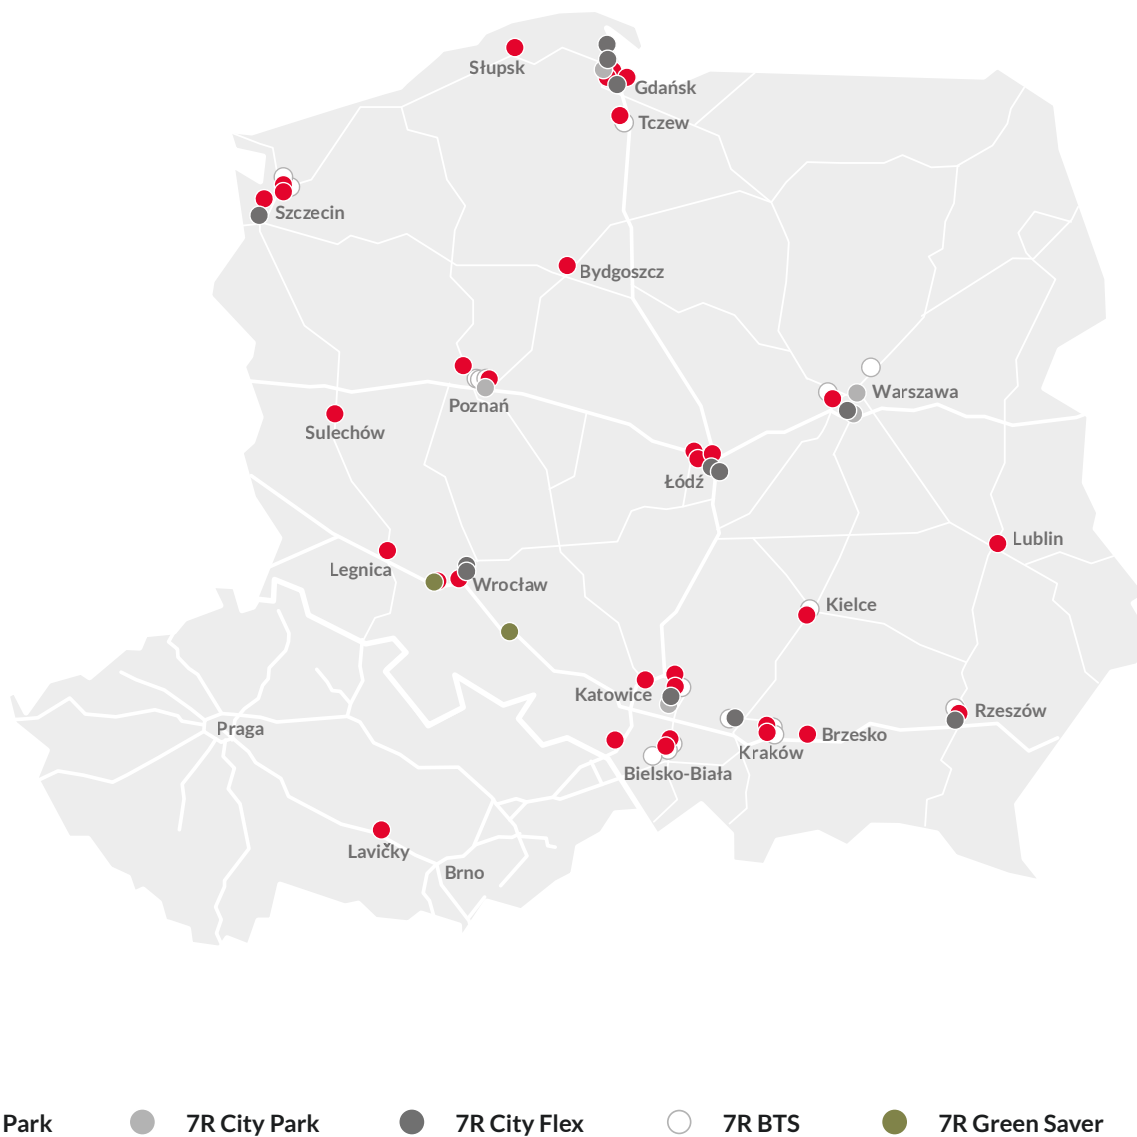 Słupsk
Gdańsk
Tczew
Szczecin
Bydgoszcz
Warszawa
Poznań
Sulechów
Łódź
Lublin
Legnica
Wrocław
Kielce
Katowice
Rzeszów
Praga
Brzesko
Kraków
Bielsko-Biała
Lavičky
Brno
Park 7R City Park 7R City Flex 7R BTS 7R Green Saver